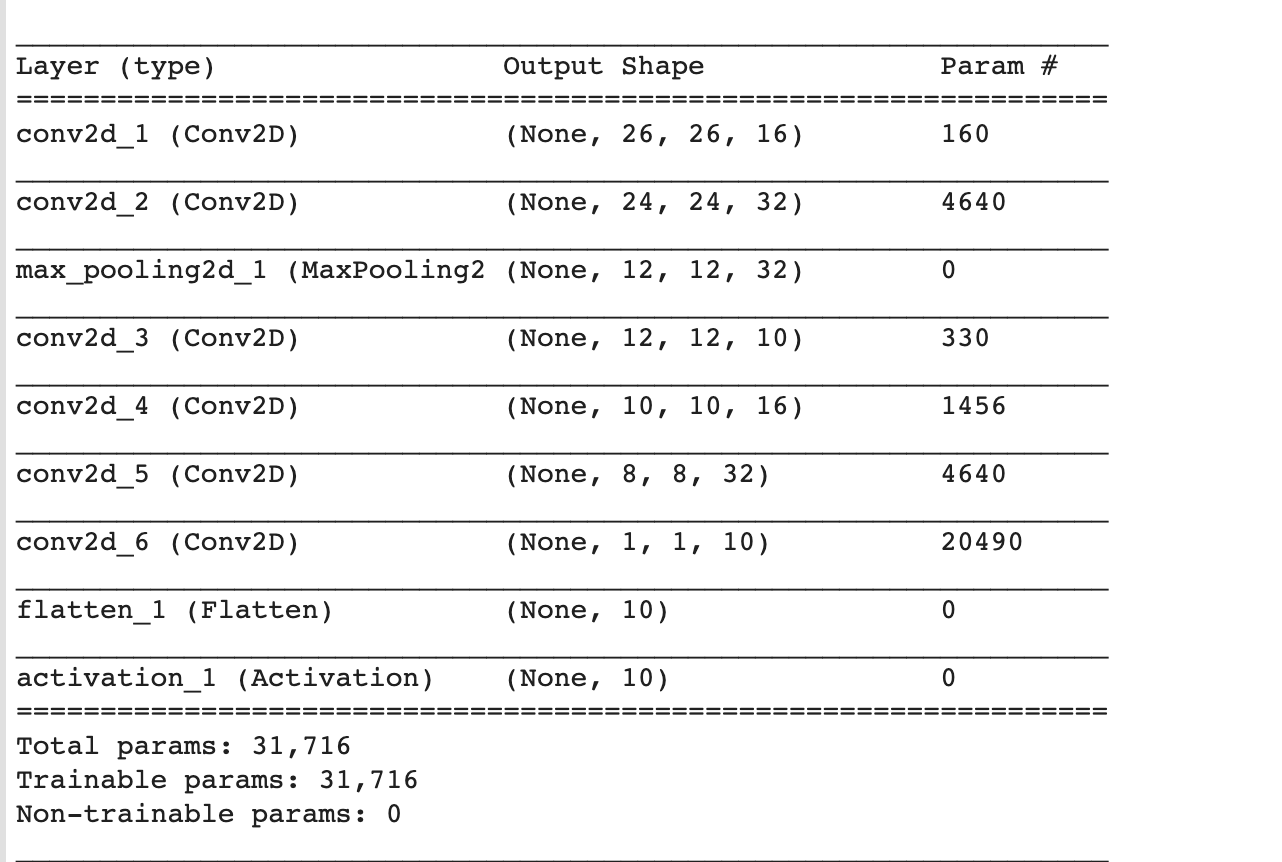 Layer (type) Output Shape Param #
conv2d_1 (Conv2D) (None, 26, 26, 16) 160
conv2d_2 (Conv2D) (None, 24, 24, 32) 4640
max_pooling2d_1 (MaxPooling2 (None, 12, 12, 32) 0
conv2d_3 (Conv2D) (None, 12, 12, 10) 330
conv2d_4 (Conv2D) (None, 10, 10, 16) 1456
conv2d_5 (Conv2D) (None, 8, 8, 32) 4640
conv2d_6 (Conv2D) (None, 1, 1, 10) 20490
flatten_1 (Flatten) (None, 10) 0
activation_1 (Activation) (None, 10) 0
Total params: 31,716
Trainable params: 31,716
Non-trainable params: 0